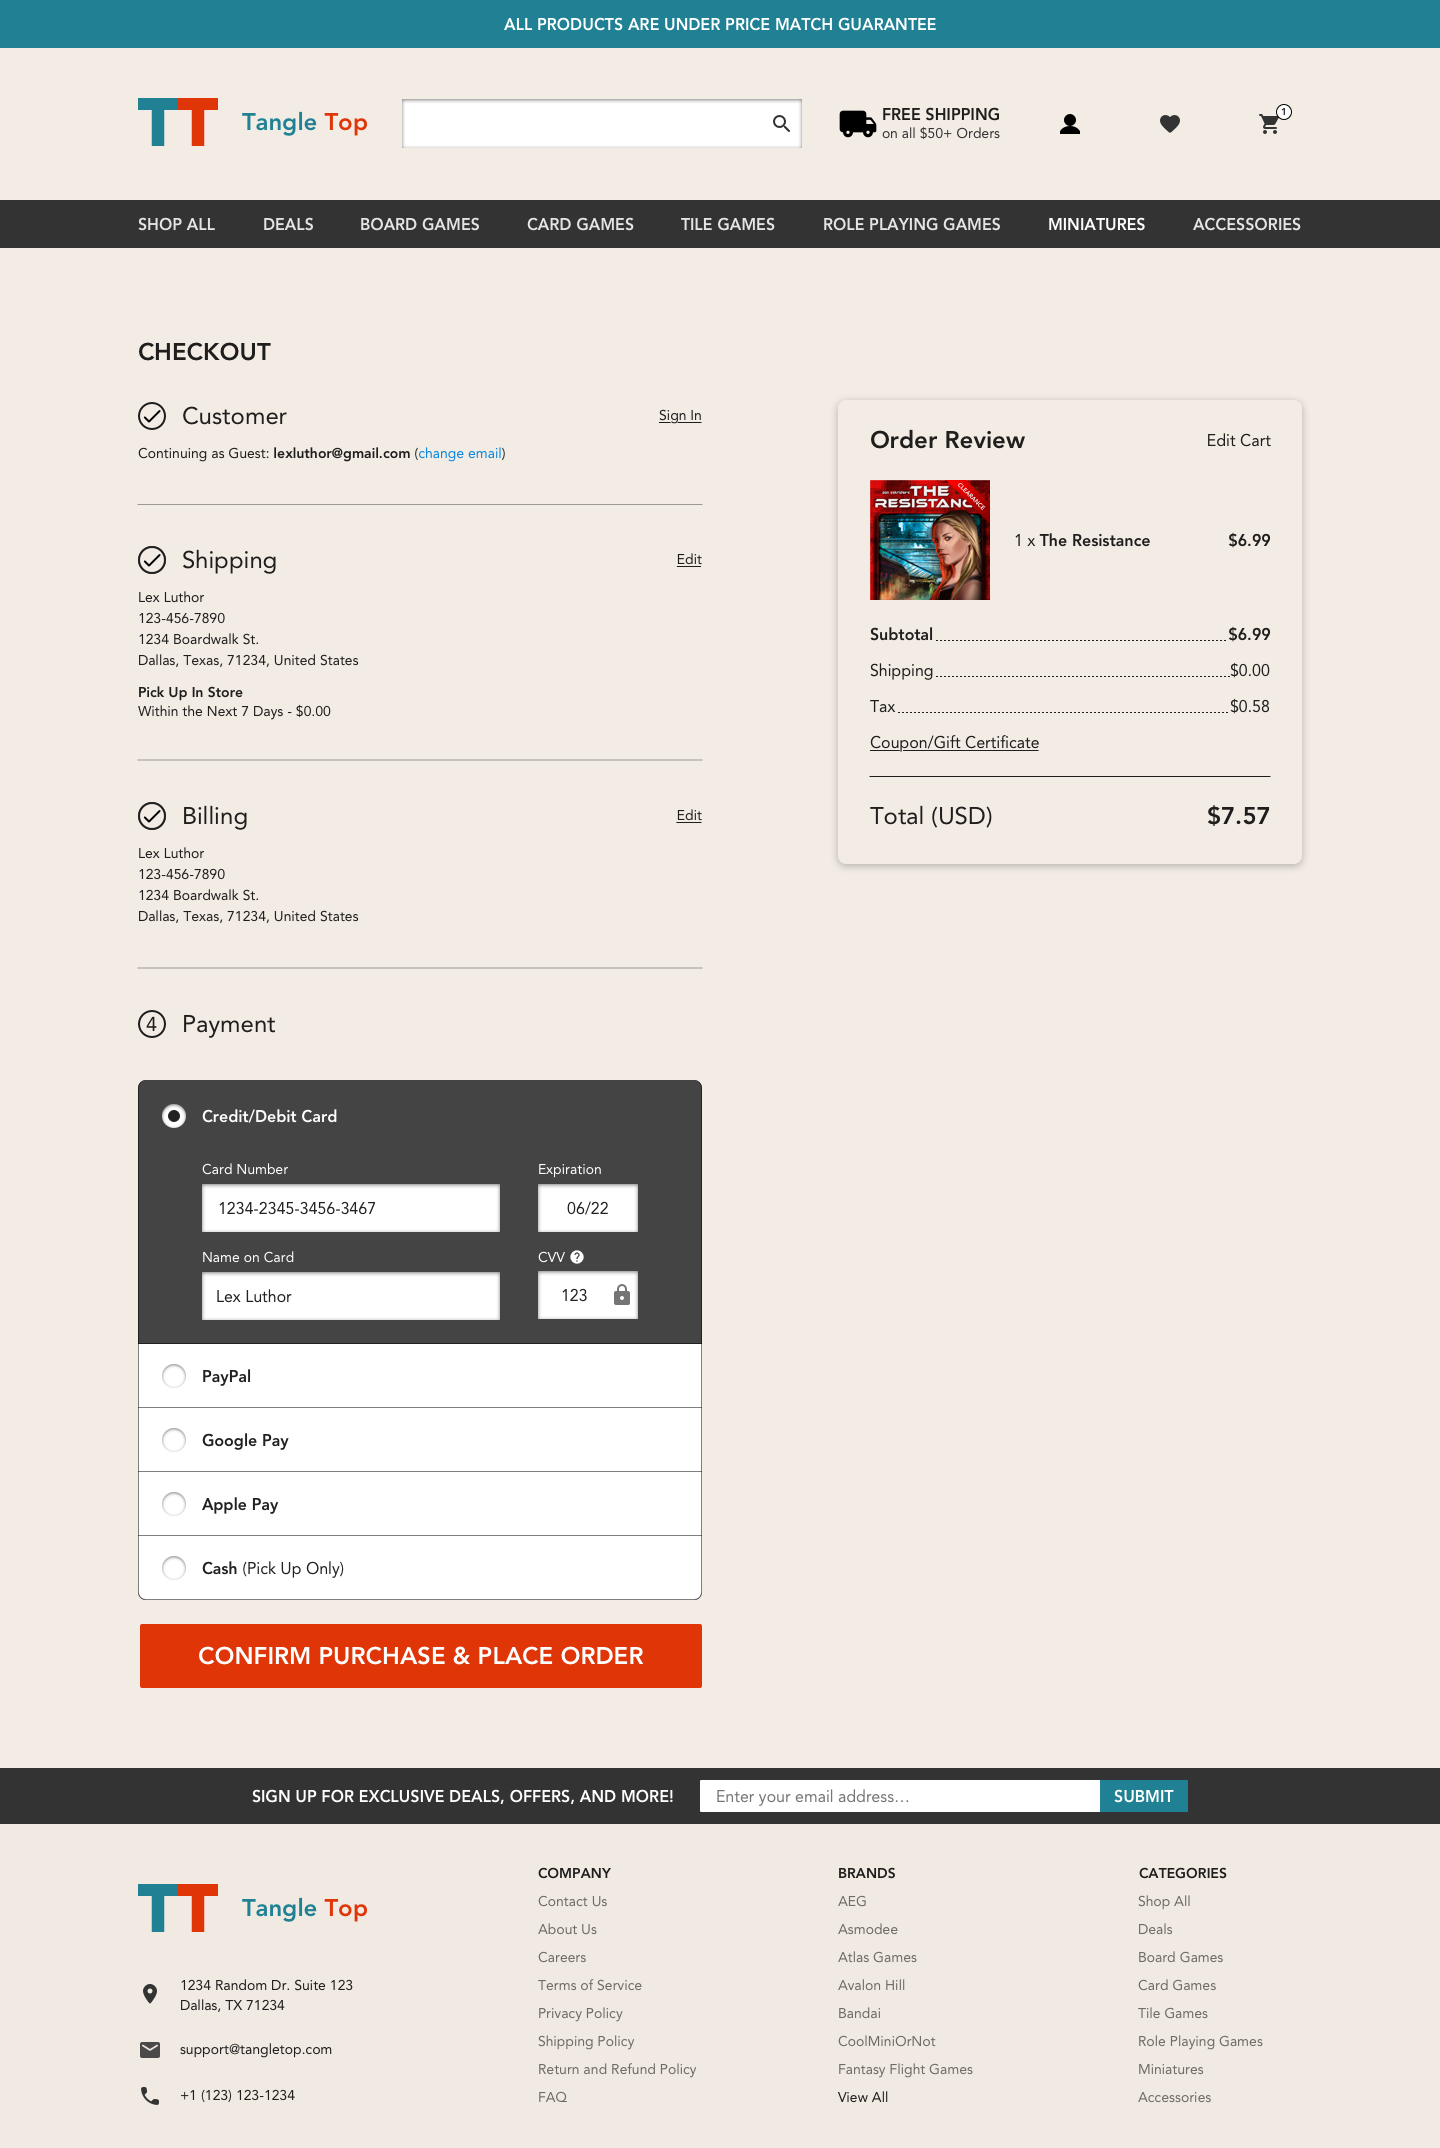 ALL PRODUCTS ARE UNDER PRICE MATCH GUARANTEE
TT
Tangle Top
FREE SHIPPING
on all $50+ Orders
1
SHOP ALL DEALS BOARD GAMES CARD GAMES TILE GAMES ROLE PLAYING GAMES MINIATURES ACCESSORIES
CHECKOUT
Customer
Sign In
Continuing as Guest: lexluthor@gmail.com (change email)
Shipping
Edit
Lex Luthor
123-456-7890
1234 Boardwalk St.
Dallas, Texas, 71234, United States
Pick Up In Store
Within the Next 7 Days - $0.00
Billing
Edit
Lex Luthor
123-456-7890
1234 Boardwalk St.
Dallas, Texas, 71234, United States
4 Payment
Credit/Debit Card
Card Number
1234-2345-3456-3467
Expiration
06/22
Name on Card
Lex Luthor
CVV ?
123
PayPal
Google Pay
Apple Pay
Cash (Pick Up Only)
CONFIRM PURCHASE & PLACE ORDER
Order Review
Edit Cart
THE
RESISTANC
CLEARANCE
1 x The Resistance $6.99
Subtotal $6.99
Shipping $0.00
Tax $0.58
Coupon/Gift Certificate
Total (USD) $7.57
SIGN UP FOR EXCLUSIVE DEALS, OFFERS, AND MORE!
Enter your email address...
SUBMIT
TT
Tangle Top
1234 Random Dr. Suite 123
Dallas, TX 71234
support@tangletop.com
+1 (123) 123-1234
COMPANY
Contact Us
About Us
Careers
Terms of Service
Privacy Policy
Shipping Policy
Return and Refund Policy
FAQ
BRANDS
AEG
Asmodee
Atlas Games
Avalon Hill
Bandai
CoolMiniOrNot
Fantasy Flight Games
View All
CATEGORIES
Shop All
Deals
Board Games
Card Games
Tile Games
Role Playing Games
Miniatures
Accessories